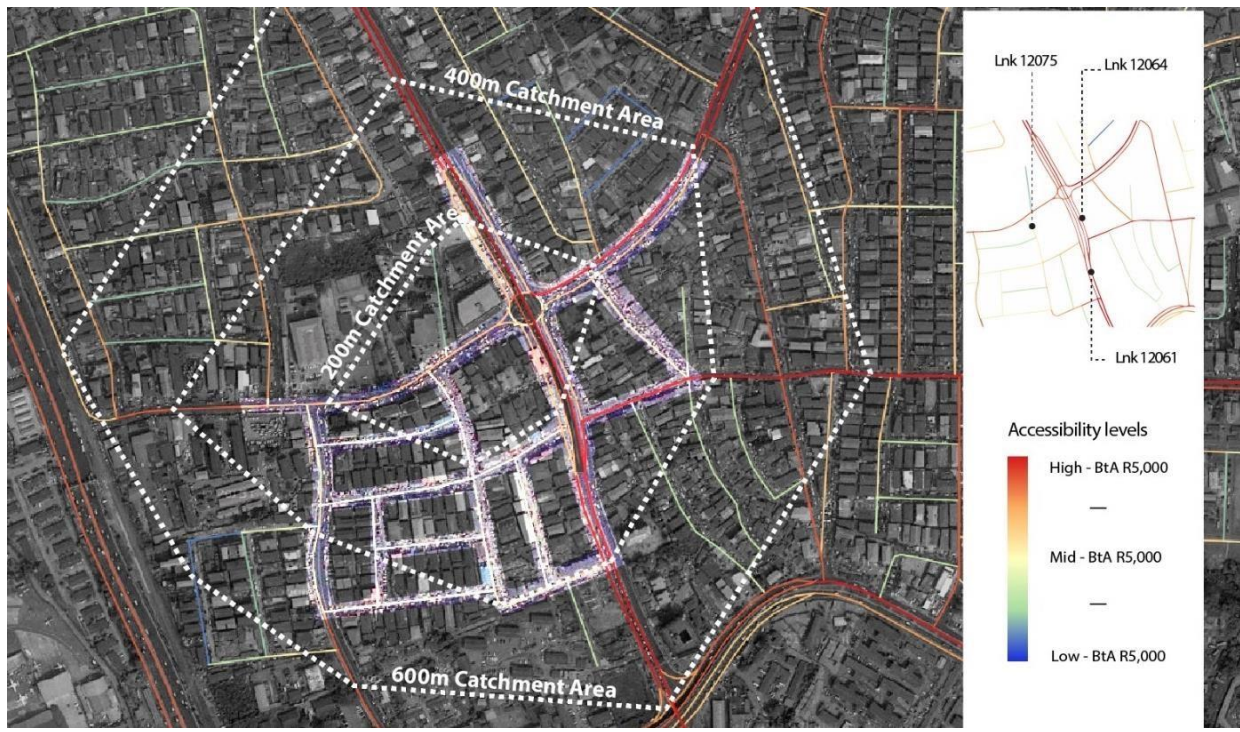 400m Catchment Area
200m Catchment Area
600m Catchment Area
Lnk 12075
Lnk 12064
Lnk 12061
Accessibility levels
High - BtA R5,000
—
Mid - BtA R5,000
—
Low - BtA R5,000